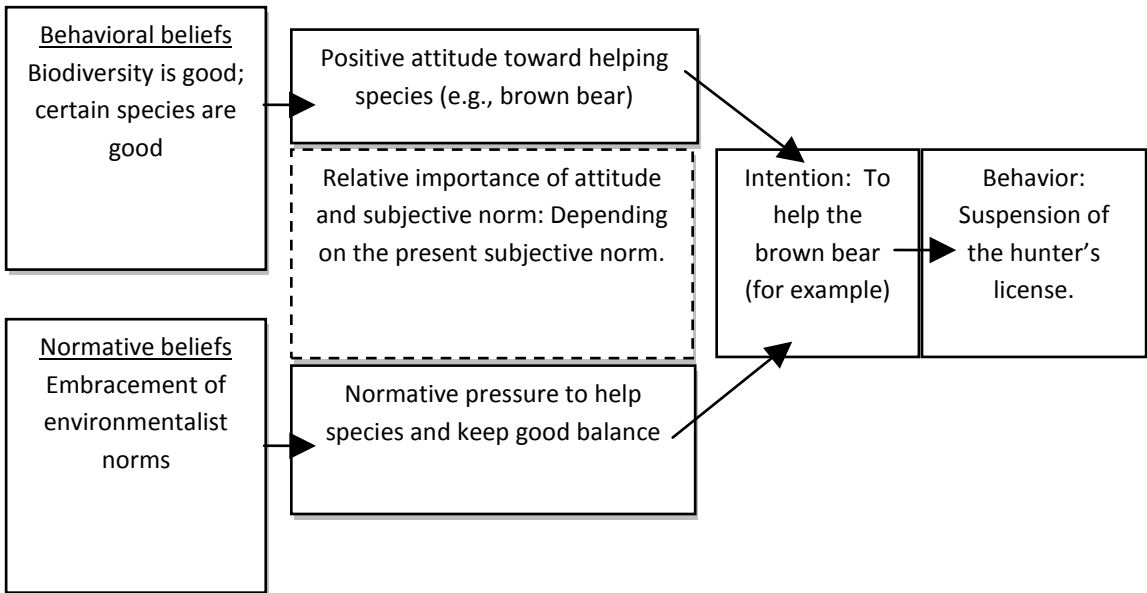 Behavioral beliefs
Biodiversity is good;
certain species are
good
Positive attitude toward helping
species (e.g., brown bear)
Relative importance of attitude
and subjective norm: Depending
on the present subjective norm.
Intention:  To
help the
brown bear
(for example)
Behavior:
Suspension of
the hunter’s
license.
Normative beliefs
Embracement of
environmentalist
norms
Normative pressure to help
species and keep good balance